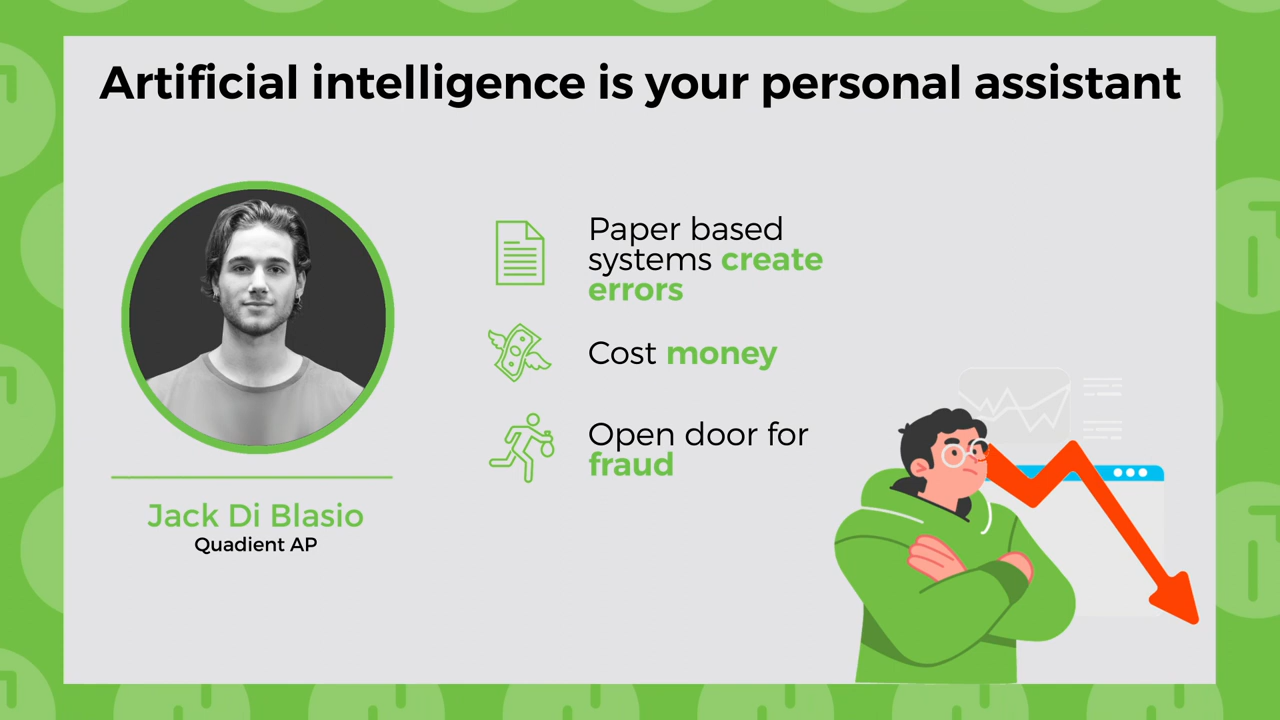 Artificial intelligence is your personal assistant
Paper based
systems create
errors
Cost money
Open door for
fraud
Jack Di Blasio
Quadient AP